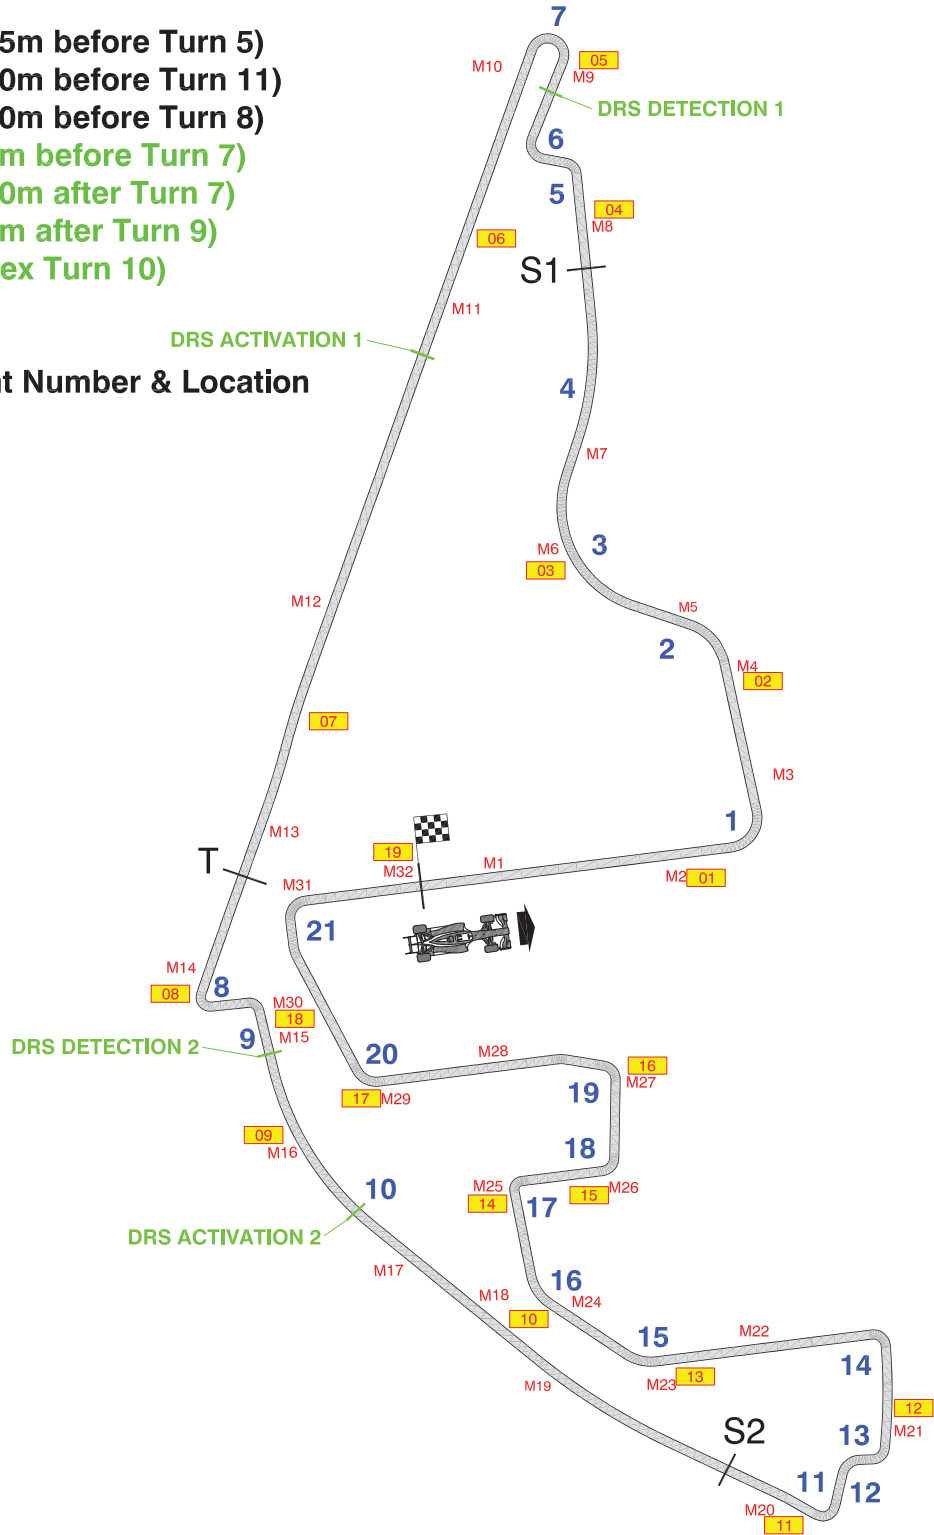 5m before Turn 5)
0m before Turn 11)
0m before Turn 8)
m before Turn 7)
0m after Turn 7)
m after Turn 9)
ex Turn 10)
t Number & Location
7
M10
05
M9
DRS DETECTION 1
6
5
04
M8
06
S1
M11
DRS ACTIVATION 1
4
M7
3
M6
03
M12
M5
2
M4
02
07
M3
1
M13
19
M32
M1
T
M31
M2
01
21
M14
08
8
M30
18
M15
9
DRS DETECTION 2
20
M28
16
M27
19
17
M29
09
M16
18
10
M25
14
15
M26
17
DRS ACTIVATION 2
M17
16
M18
M24
10
15
M22
14
M23
13
M19
12
M21
13
S2
11
12
M20
11